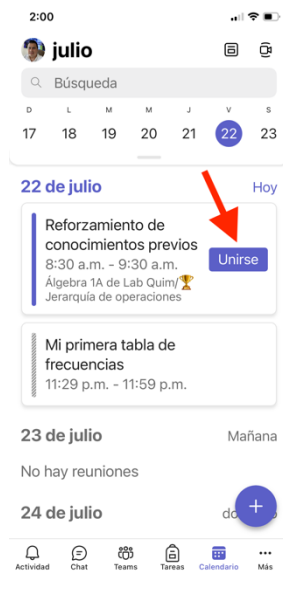 2:00
julio
Búsqueda
D L M M J V S
17 18 19 20 21 22 23
22 de julio Hoy
Reforzamiento de
conocimientos previos
8:30 a.m. - 9:30 a.m.
Unirse
Álgebra 1A de Lab Quim/🏆
Jerarquía de operaciones
Mi primera tabla de
frecuencias
11:29 p.m. - 11:59 p.m.
23 de julio Mañana
No hay reuniones
24 de julio
Actividad Chat Teams Tareas Calendario Más